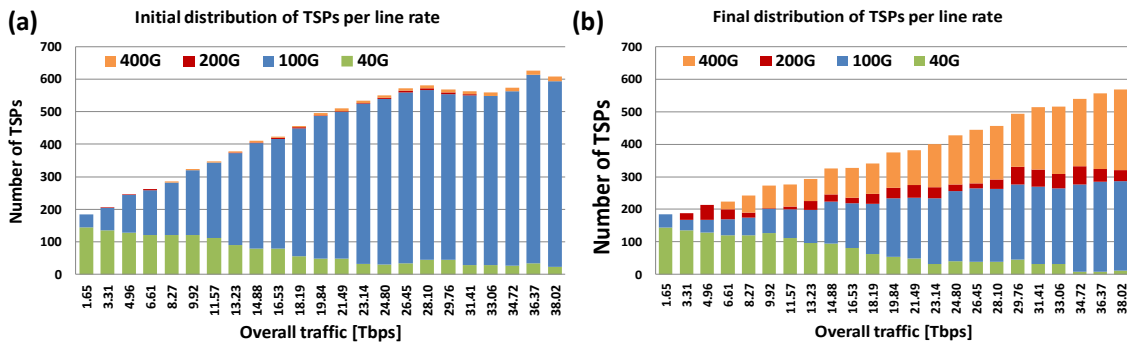 (a)
Initial distribution of TSPs per line rate
400G 200G 100G 40G
Number of TSPs
700
600
500
400
300
200
100
0
1.65 3.31 4.96 6.61 8.27 9.92 11.57 13.23 14.88 16.53 18.19 19.84 21.49 23.14 24.80 26.45 28.10 29.76 31.41 33.06 34.72 36.37 38.02
Overall traffic [Tbps]
(b)
Final distribution of TSPs per line rate
400G 200G 100G 40G
Number of TSPs
700
600
500
400
300
200
100
0
1.65 3.31 4.96 6.61 8.27 9.92 11.57 13.23 14.88 16.53 18.19 19.84 21.49 23.14 24.80 26.45 28.10 29.76 31.41 33.06 34.72 36.37 38.02
Overall traffic [Tbps]